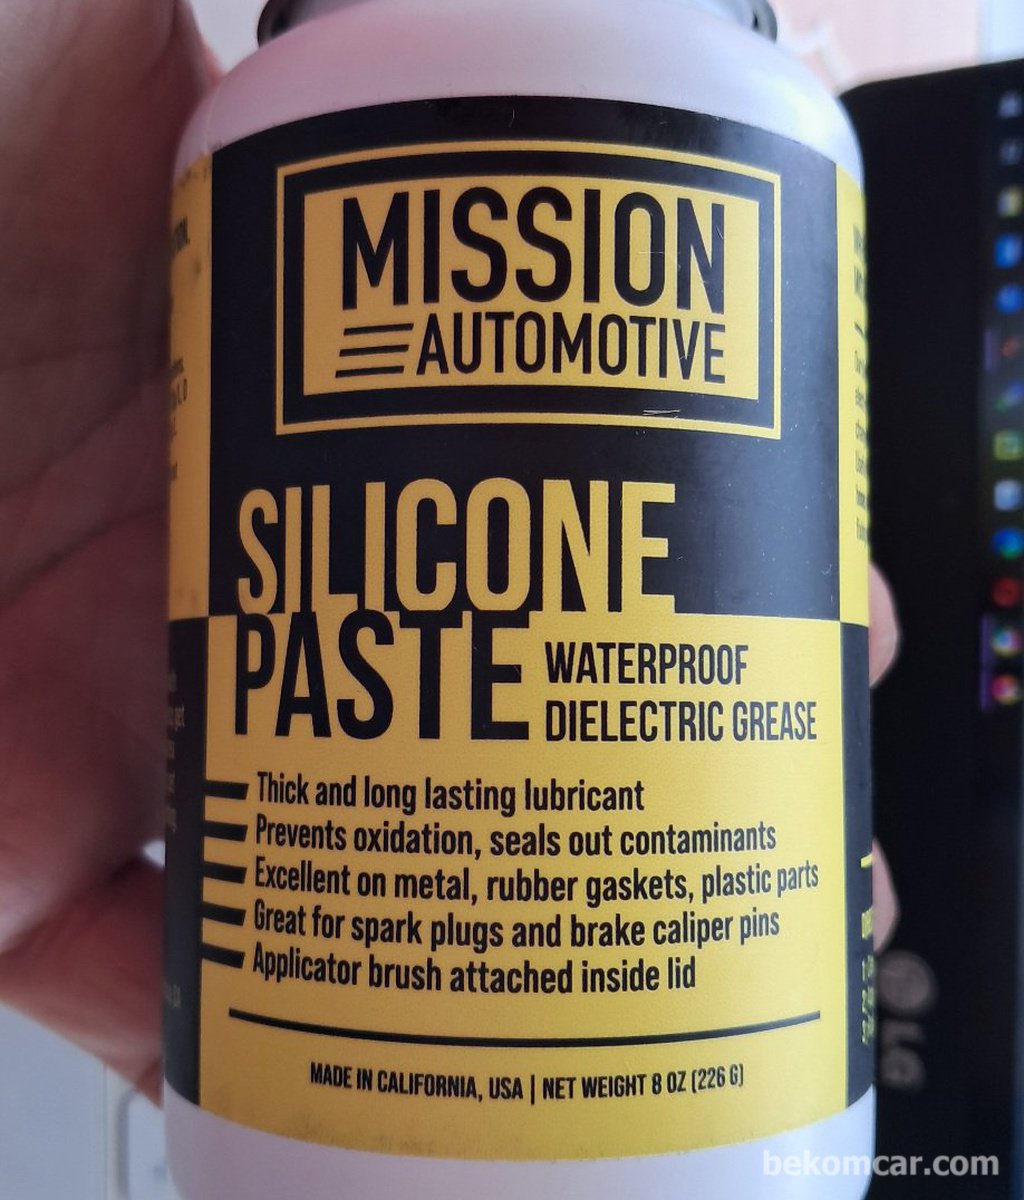 MISSION
AUTOMOTIVE
SILICONE
PASTE
WATERPROOF
DIELECTRIC GREASE
Thick and long lasting lubricant
Prevents oxidation, seals out contaminants
Excellent on metal, rubber gaskets, plastic parts
Great for spark plugs and brake caliper pins
Applicator brush attached inside lid
MADE IN CALIFORNIA, USA | NET WEIGHT 8 OZ (226 G)
LG
bekomcar.com